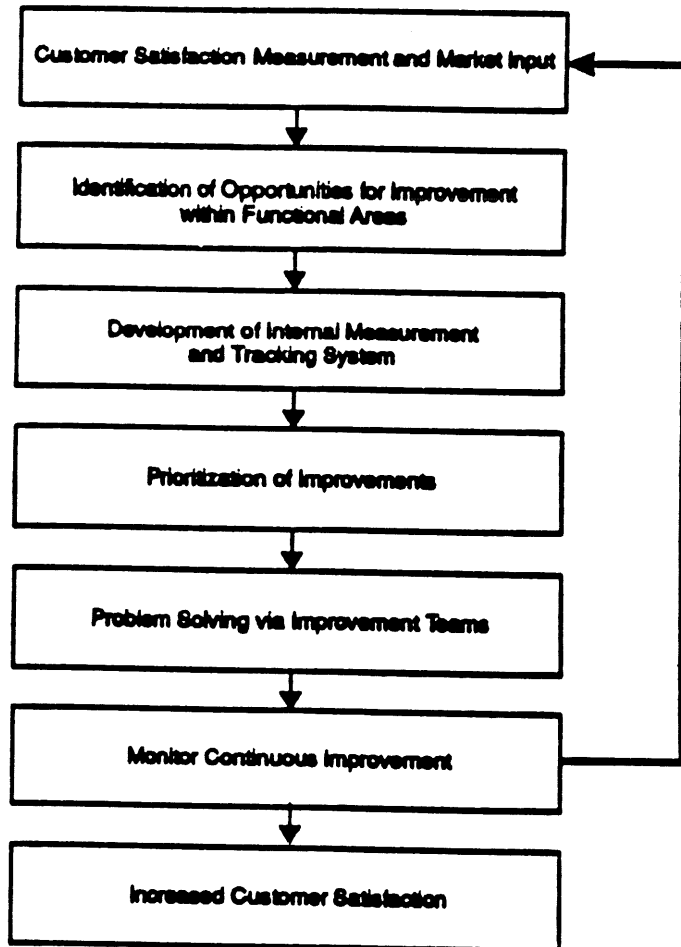 Customer Satisfaction Measurement and Market Input
Identification of Opportunities for Improvement
within Functional Areas
Development of Internal Measurement
and Tracking System
Prioritization of Improvements
Problem Solving via Improvement Teams
Monitor Continuous Improvement
Increased Customer Satisfaction